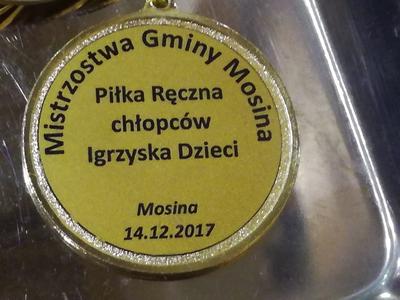 Mistrzostwa Gminy Mosina
Piłka Ręczna
chłopców
Igrzyska Dzieci
Mosina
14.12.2017